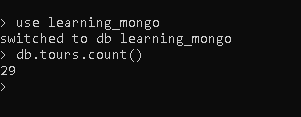 > use learning_mongo
switched to db learning_mongo
> db.tours.count()
29
>